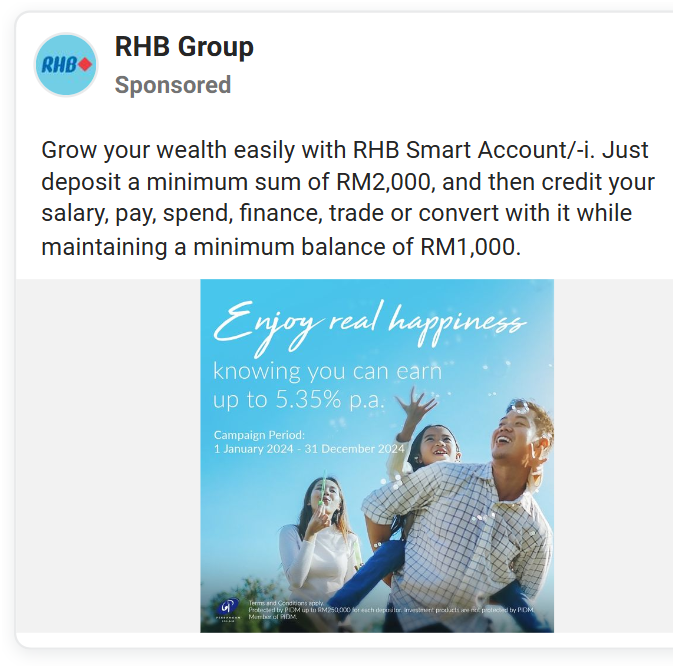 RHB
RHB Group
Sponsored
Grow your wealth easily with RHB Smart Account/-i. Just
deposit a minimum sum of RM2,000, and then credit your
salary, pay, spend, finance, trade or convert with it while
maintaining a minimum balance of RM1,000.
Enjoy real happiness
knowing you can earn
up to 5.35% p.a.
Campaign Period:
1 January 2024 - 31 December 2024
Terms and Conditions apply.
Protected by PIDM up to RM250,000 for each depositor. Investment products are not protected by PIDM.
Member of PIDM.